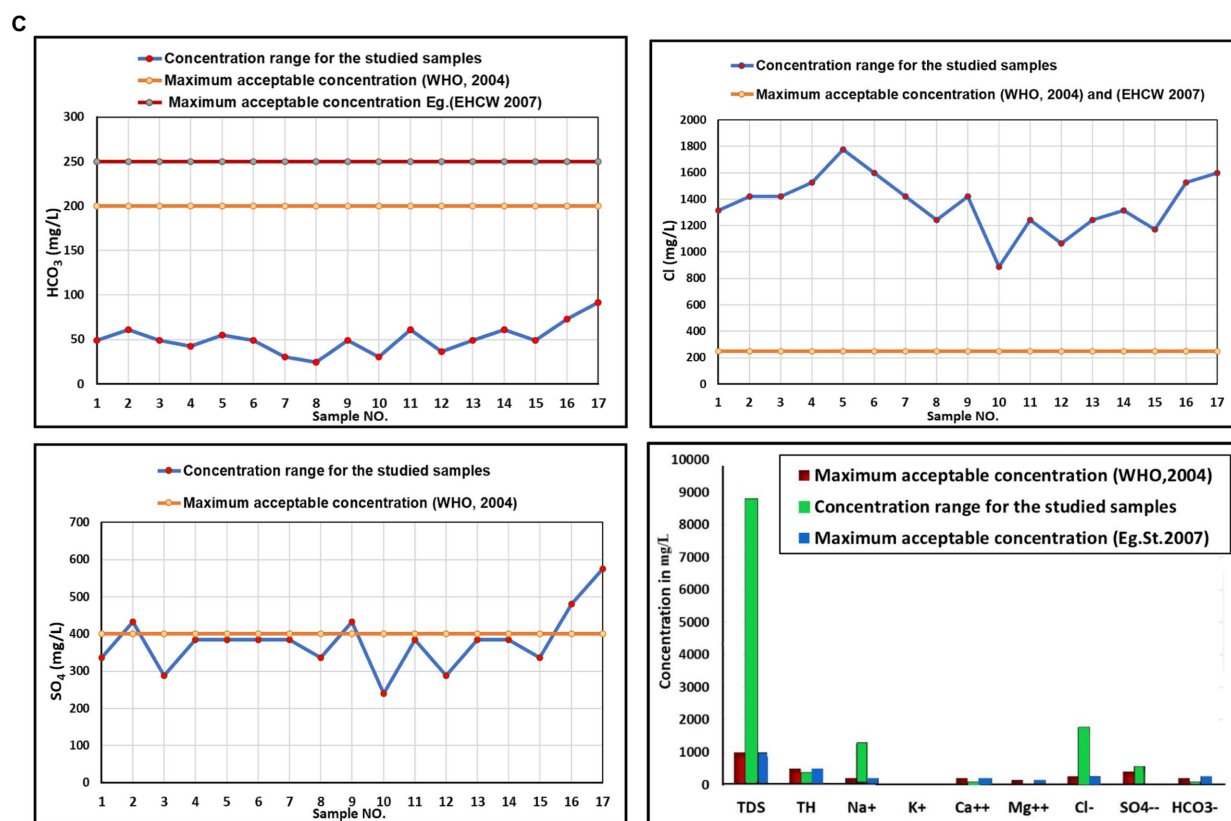 C
Concentration range for the studied samples
Maximum acceptable concentration (WHO, 2004)
Maximum acceptable concentration Eg.(EHCW 2007)
HCO₃ (mg/L)
300
250
200
150
100
50
0
1 2 3 4 5 6 7 8 9 10 11 12 13 14 15 16 17
Sample NO.
Concentration range for the studied samples
Maximum acceptable concentration (WHO, 2004) and (EHCW 2007)
Cl (mg/L)
2000
1800
1600
1400
1200
1000
800
600
400
200
0
1 2 3 4 5 6 7 8 9 10 11 12 13 14 15 16 17
Sample NO.
Concentration range for the studied samples
Maximum acceptable concentration (WHO, 2004)
SO₄ (mg/L)
700
600
500
400
300
200
100
0
1 2 3 4 5 6 7 8 9 10 11 12 13 14 15 16 17
Sample NO.
Maximum acceptable concentration (WHO,2004)
Concentration range for the studied samples
Maximum acceptable concentration (Eg.St.2007)
Concentration in mg/L
10000
9000
8000
7000
6000
5000
4000
3000
2000
1000
0
TDS TH Na+ K+ Ca++ Mg++ Cl- SO4-- HCO3-